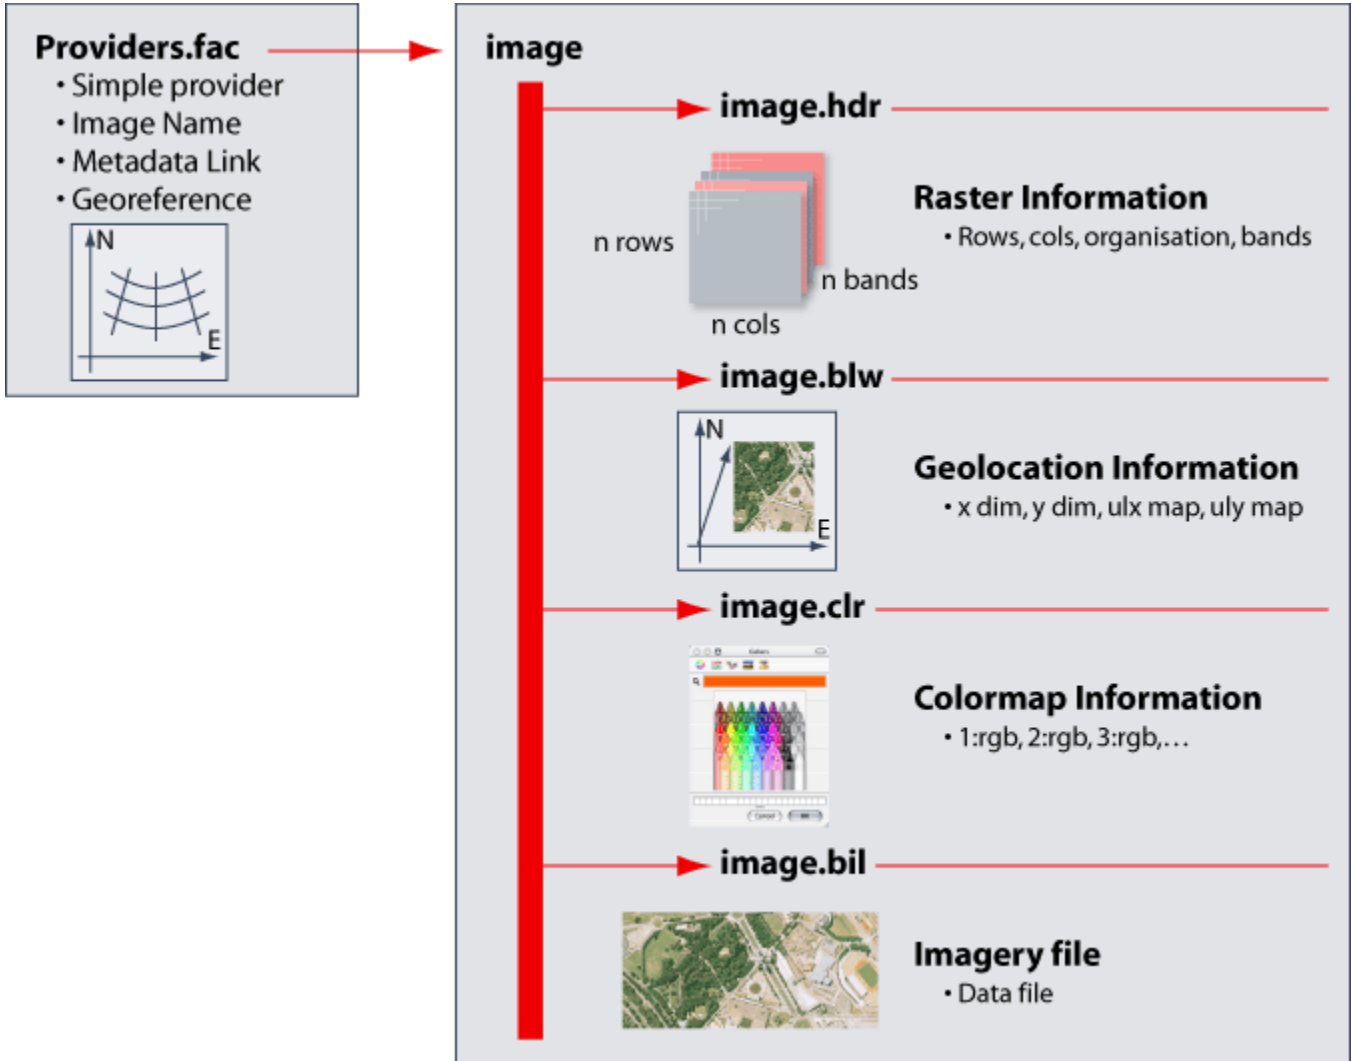 Providers.fac
• Simple provider
• Image Name
• Metadata Link
• Georeference
N
E
image
image.hdr
n rows
n bands
n cols
Raster Information
• Rows, cols, organisation, bands
image.blw
N
E
Geolocation Information
• x dim, y dim, ulx map, uly map
image.clr
Colors
Cancel
Colormap Information
• 1:rgb, 2:rgb, 3:rgb,...
image.bil
Imagery file
• Data file